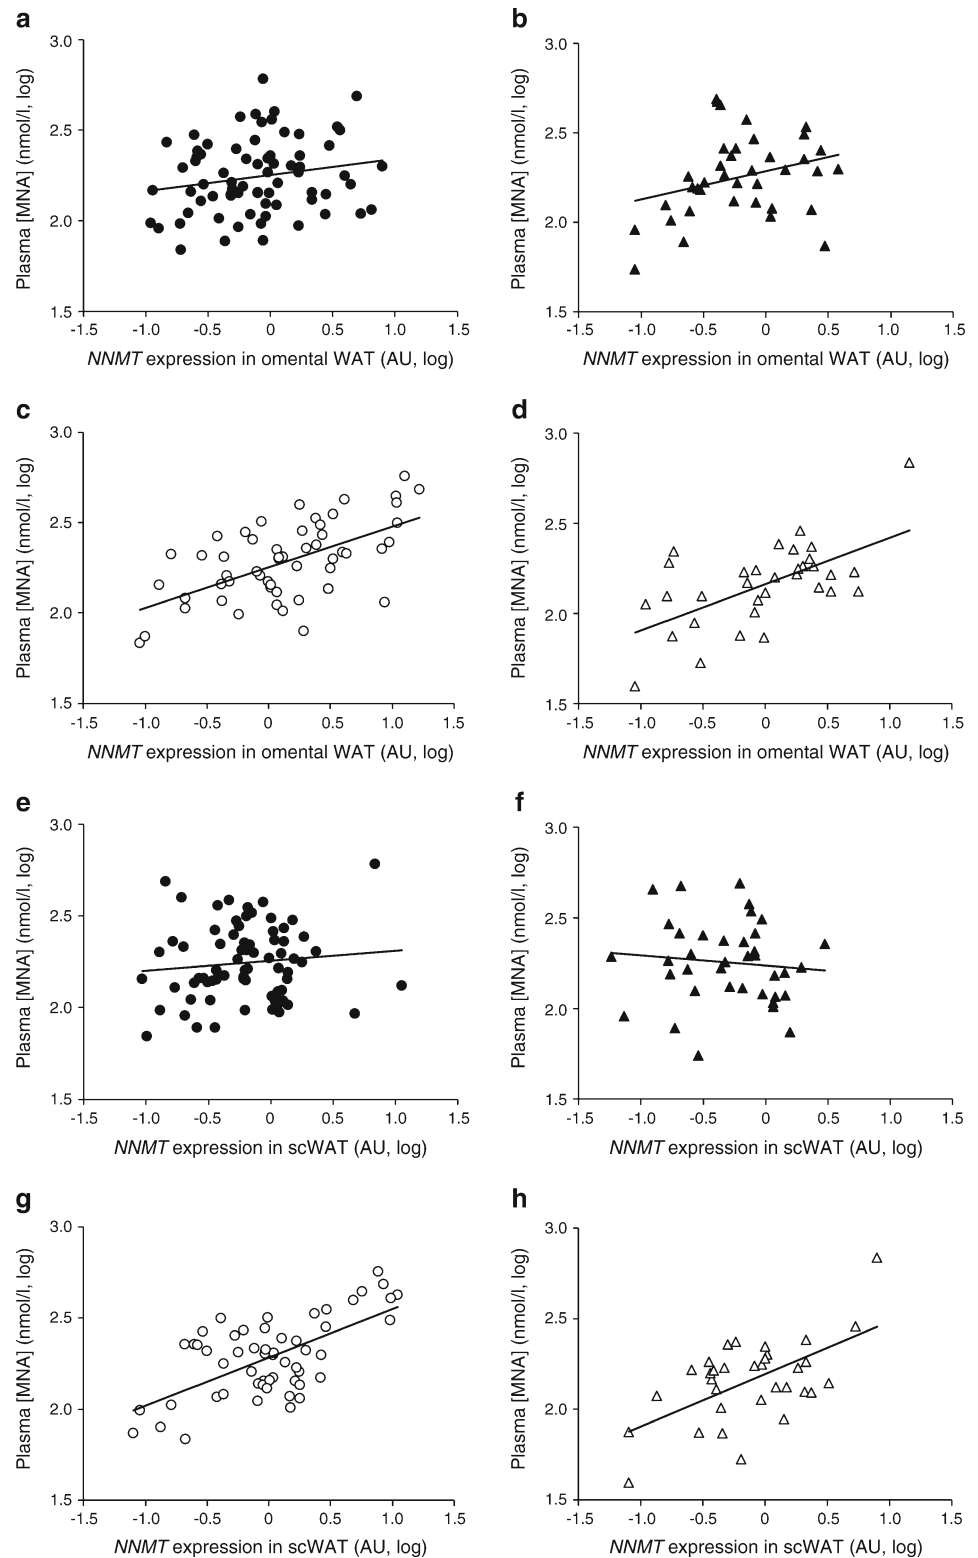 a
b
3.0
2.5
2.0
1.5
Plasma [MNA] (nmol/l, log)
-1.5 -1.0 -0.5 0 0.5 1.0 1.5
NNMT expression in omental WAT (AU, log)
3.0
2.5
2.0
1.5
Plasma [MNA] (nmol/l, log)
-1.5 -1.0 -0.5 0 0.5 1.0 1.5
NNMT expression in omental WAT (AU, log)
c
d
3.0
2.5
2.0
1.5
Plasma [MNA] (nmol/l, log)
-1.5 -1.0 -0.5 0 0.5 1.0 1.5
NNMT expression in omental WAT (AU, log)
3.0
2.5
2.0
1.5
Plasma [MNA] (nmol/l, log)
-1.5 -1.0 -0.5 0 0.5 1.0 1.5
NNMT expression in omental WAT (AU, log)
e
f
3.0
2.5
2.0
1.5
Plasma [MNA] (nmol/l, log)
-1.5 -1.0 -0.5 0 0.5 1.0 1.5
NNMT expression in scWAT (AU, log)
3.0
2.5
2.0
1.5
Plasma [MNA] (nmol/l, log)
-1.5 -1.0 -0.5 0 0.5 1.0 1.5
NNMT expression in scWAT (AU, log)
g
h
3.0
2.5
2.0
1.5
Plasma [MNA] (nmol/l, log)
-1.5 -1.0 -0.5 0 0.5 1.0 1.5
NNMT expression in scWAT (AU, log)
3.0
2.5
2.0
1.5
Plasma [MNA] (nmol/l, log)
-1.5 -1.0 -0.5 0 0.5 1.0 1.5
NNMT expression in scWAT (AU, log)